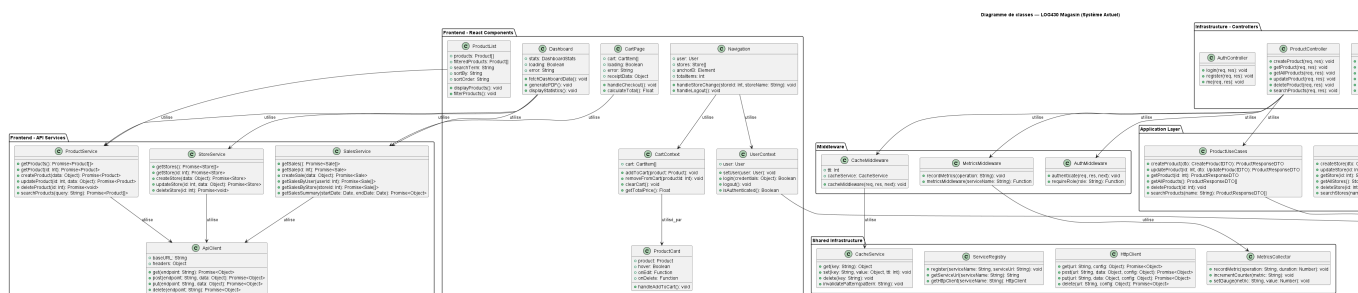 Diagramme de classes — LOG430 Magasin (Système Actuel)
Frontend - React Components
ProductList
products: Product[]
filteredProducts: Product[]
searchTerm: String
sortBy: String
sortOrder: String
displayProducts(): void
filterProducts(): void
Dashboard
stats: DashboardStats
loading: Boolean
error: String
fetchDashboardData(): void
generatePDF(): void
displayStatistics(): void
CartPage
cart: CartItem[]
loading: Boolean
error: String
receiptData: Object
handleCheckout(): void
calculateTotal(): Float
Navigation
user: User
stores: Store[]
anchorEl: Element
totalItems: Int
handleStoreChange(storeId: Int, storeName: String): void
handleLogout(): void
Infrastructure - Controllers
AuthController
login(req, res): void
register(req, res): void
me(req, res): void
ProductController
createProduct(req, res): void
getProduct(req, res): void
getAllProducts(req, res): void
updateProduct(req, res): void
deleteProduct(req, res): void
searchProducts(req, res): void
utilise
utilise
utilise
utilise
utilise
utilise
utilise
utilise
utilise
utilise
Frontend - API Services
ProductService
getProducts(): Promise<Product[]>
getProduct(id: Int): Promise<Product>
createProduct(data: Object): Promise<Product>
updateProduct(id: Int, data: Object): Promise<Product>
deleteProduct(id: Int): Promise<void>
searchProducts(query: String): Promise<Product[]>
StoreService
getStores(): Promise<Store[]>
getStore(id: Int): Promise<Store>
createStore(data: Object): Promise<Store>
updateStore(id: Int, data: Object): Promise<Store>
deleteStore(id: Int): Promise<void>
SalesService
getSales(): Promise<Sale[]>
getSale(id: Int): Promise<Sale>
createSale(data: Object): Promise<Sale>
getSalesByUser(userId: Int): Promise<Sale[]>
getSalesByStore(storeId: Int): Promise<Sale[]>
getSalesSummary(startDate: Date, endDate: Date): Promise<Object>
CartContext
cart: CartItem[]
addToCart(product: Product): void
removeFromCart(productId: Int): void
clearCart(): void
getTotalPrice(): Float
UserContext
user: User
setUser(user: User): void
login(credentials: Object): Boolean
logout(): void
isAuthenticated(): Boolean
Middleware
CacheMiddleware
ttl: Int
cacheService: CacheService
cacheMiddleware(req, res, next): void
MetricsMiddleware
recordMetric(operation: String): void
metricsMiddleware(serviceName: String): Function
AuthMiddleware
authenticate(req, res, next): void
requireRole(role: String): Function
Application Layer
ProductUseCases
createProduct(dto: CreateProductDTO): ProductResponseDTO
updateProduct(id: Int, dto: UpdateProductDTO): ProductResponseDTO
getProduct(id: Int): ProductResponseDTO
getAllProducts(): ProductResponseDTO[]
deleteProduct(id: Int): void
searchProducts(name: String): ProductResponseDTO[]
utilise
utilise
utilise
utilisé_par
utilise
utilise
ApiClient
baseURL: String
headers: Object
get(endpoint: String): Promise<Object>
post(endpoint: String, data: Object): Promise<Object>
put(endpoint: String, data: Object): Promise<Object>
delete(endpoint: String): Promise<Object>
ProductCard
product: Product
hover: Boolean
onEdit: Function
onDelete: Function
handleAddToCart(): void
Shared Infrastructure
CacheService
get(key: String): Object
set(key: String, value: Object, ttl: Int): void
delete(key: String): void
invalidatePattern(pattern: String): void
ServiceRegistry
register(serviceName: String, serviceUrl: String): void
getServiceUrl(serviceName: String): String
getHttpClient(serviceName: String): HttpClient
HttpClient
get(url: String, config: Object): Promise<Object>
post(url: String, data: Object, config: Object): Promise<Object>
put(url: String, data: Object, config: Object): Promise<Object>
delete(url: String, config: Object): Promise<Object>
MetricsCollector
recordMetric(operation: String, duration: Number): void
incrementCounter(metric: String): void
setGauge(metric: String, value: Number): void